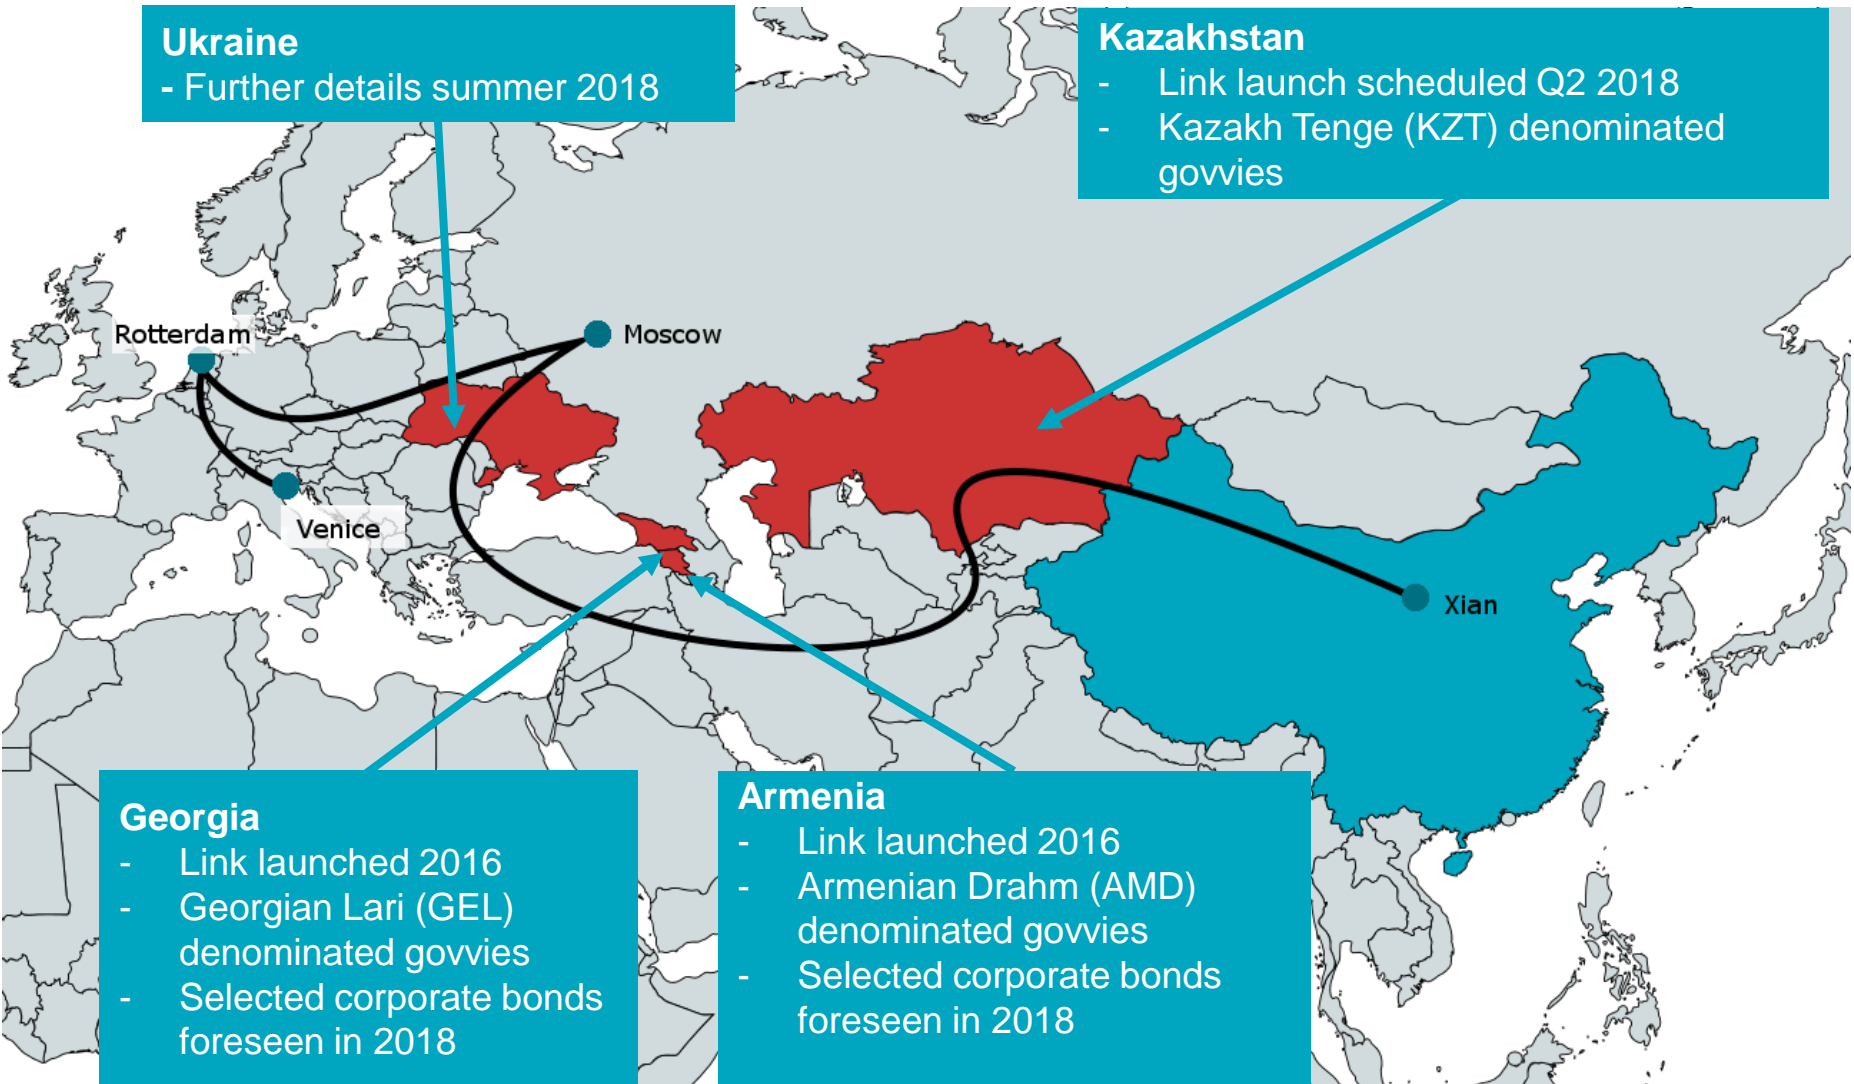 Ukraine
- Further details summer 2018
Kazakhstan
- Link launch scheduled Q2 2018
- Kazakh Tenge (KZT) denominated
govvies
Rotterdam
Moscow
Venice
Xian
Georgia
- Link launched 2016
- Georgian Lari (GEL)
denominated govvies
- Selected corporate bonds
foreseen in 2018
Armenia
- Link launched 2016
- Armenian Drahm (AMD)
denominated govvies
- Selected corporate bonds
foreseen in 2018